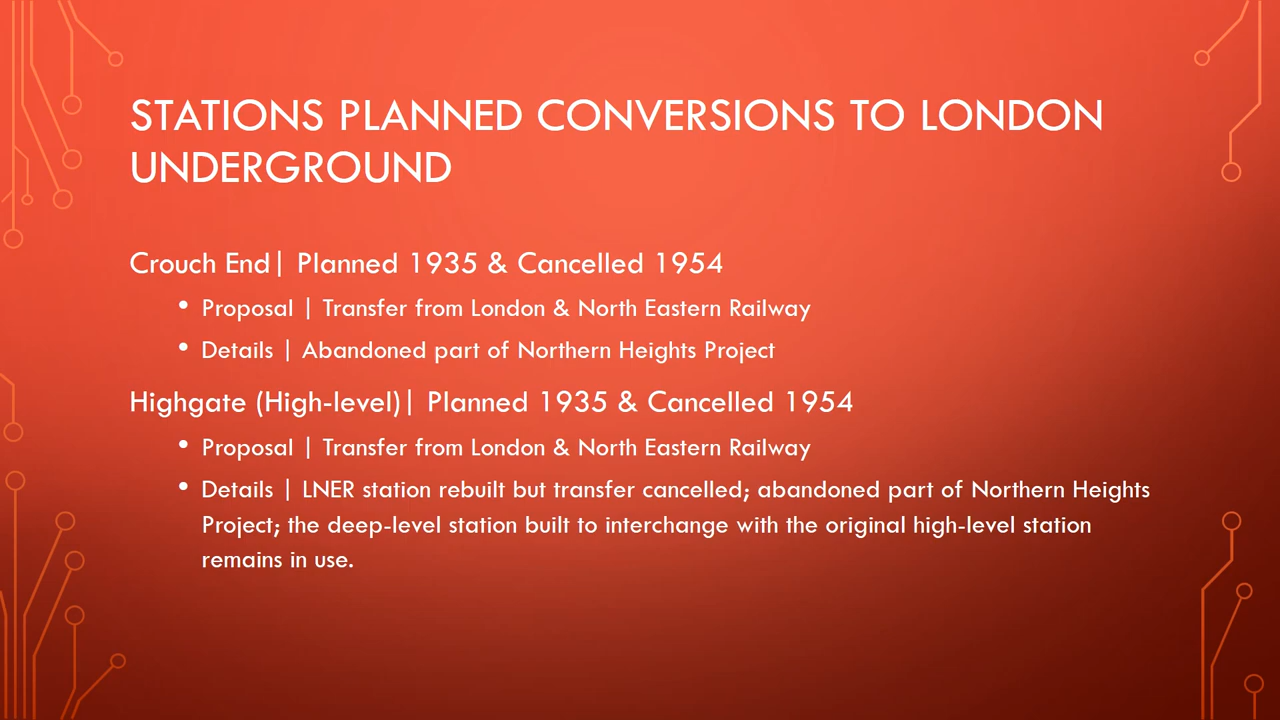 STATIONS PLANNED CONVERSIONS TO LONDON
UNDERGROUND
Crouch End| Planned 1935 & Cancelled 1954
• Proposal | Transfer from London & North Eastern Railway
• Details | Abandoned part of Northern Heights Project
Highgate (High-level)| Planned 1935 & Cancelled 1954
• Proposal | Transfer from London & North Eastern Railway
• Details | LNER station rebuilt but transfer cancelled; abandoned part of Northern Heights
Project; the deep-level station built to interchange with the original high-level station
remains in use.